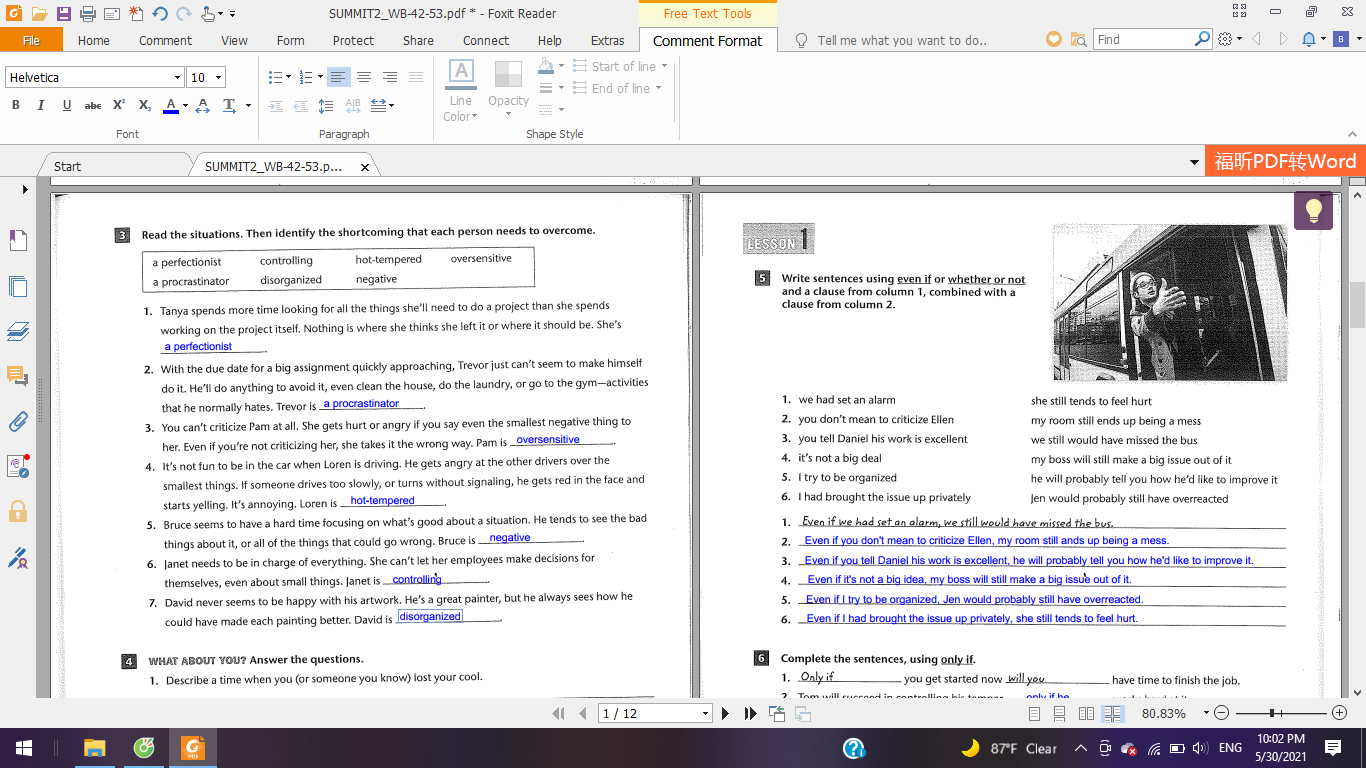 SUMMIT2_WB-42-53.pdf * - Foxit Reader
Free Text Tools
File Home Comment View Form Protect Share Connect Help Extras Comment Format Tell me what you want to do.. Find
B
Helvetica 10
Start of line
End of line
Line Color
Opacity
B I U abc X² X₂ A A T
Font Paragraph Shape Style
Start SUMMIT2_WB-42-53.p... 福昕PDF转Word
3 Read the situations. Then identify the shortcoming that each person needs to overcome.
a perfectionist controlling hot-tempered oversensitive
a procrastinator disorganized negative
1. Tanya spends more time looking for all the things she'll need to do a project than she spends
working on the project itself. Nothing is where she thinks she left it or where it should be. She's
a perfectionist.
2. With the due date for a big assignment quickly approaching, Trevor just can't seem to make himself
do it. He'll do anything to avoid it, even clean the house, do the laundry, or go to the gym—activities
that he normally hates. Trevor is a procrastinator.
3. You can't criticize Pam at all. She gets hurt or angry if you say even the smallest negative thing to
her. Even if you're not criticizing her, she takes it the wrong way. Pam is oversensitive.
4. It's not fun to be in the car when Loren is driving. He gets angry at the other drivers over the
smallest things. If someone drives too slowly, or turns without signaling, he gets red in the face and
starts yelling. It's annoying. Loren is hot-tempered.
5. Bruce seems to have a hard time focusing on what's good about a situation. He tends to see the bad
things about it, or all of the things that could go wrong. Bruce is negative.
6. Janet needs to be in charge of everything. She can't let her employees make decisions for
themselves, even about small things. Janet is controlling.
7. David never seems to be happy with his artwork. He's a great painter, but he always sees how he
could have made each painting better. David is disorganized.
4 WHAT ABOUT YOU? Answer the questions.
1. Describe a time when you (or someone you know) lost your cool.
LESSON 1
5 Write sentences using even if or whether or not
and a clause from column 1, combined with a
clause from column 2.
1. we had set an alarm she still tends to feel hurt
2. you don't mean to criticize Ellen my room still ends up being a mess
3. you tell Daniel his work is excellent we still would have missed the bus
4. it's not a big deal my boss will still make a big issue out of it
5. I try to be organized he will probably tell you how he'd like to improve it
6. I had brought the issue up privately Jen would probably still have overreacted
1. Even if we had set an alarm, we still would have missed the bus.
2. Even if you don't mean to criticize Ellen, my room still ands up being a mess.
3. Even if you tell Daniel his work is excellent, he will probably tell you how he'd like to improve it.
4. Even if it's not a big idea, my boss will still make a big issue out of it.
5. Even if I try to be organized, Jen would probably still have overreacted.
6. Even if I had brought the issue up privately, she still tends to feel hurt.
6 Complete the sentences, using only if.
1. Only if you get started now will you have time to finish the job.
2. Tom will succeed in controlling his temper only if he
1 / 12
80.83%
87°F Clear ENG 10:02 PM
5/30/2021